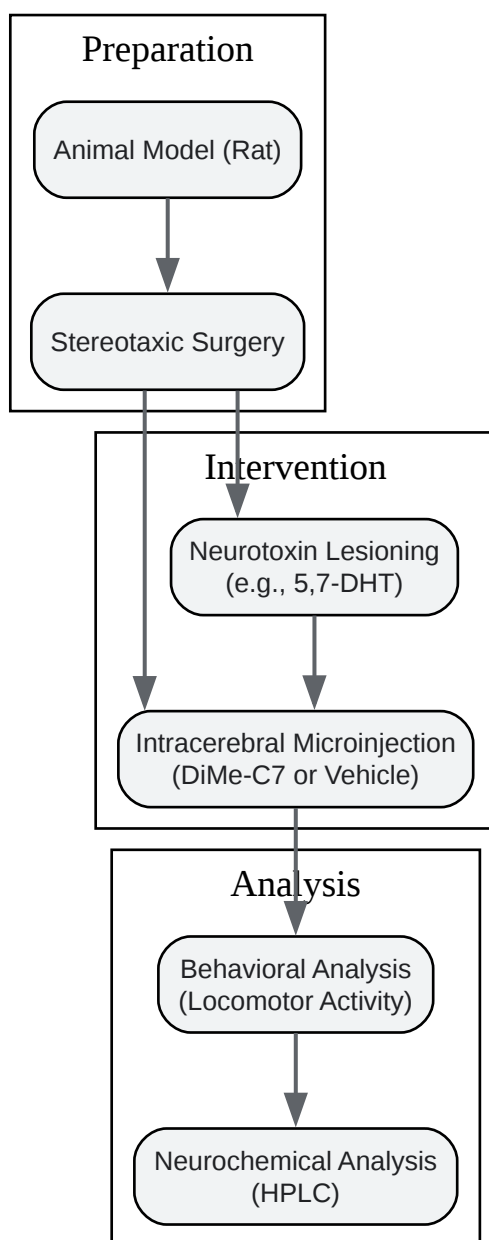 Preparation
Animal Model (Rat)
Stereotaxic Surgery
Intervention
Neurotoxin Lesioning
(e.g., 5,7-DHT)
Intracerebral Microinjection
(DiMe-C7 or Vehicle)
Analysis
Behavioral Analysis
(Locomotor Activity)
Neurochemical Analysis
(HPLC)